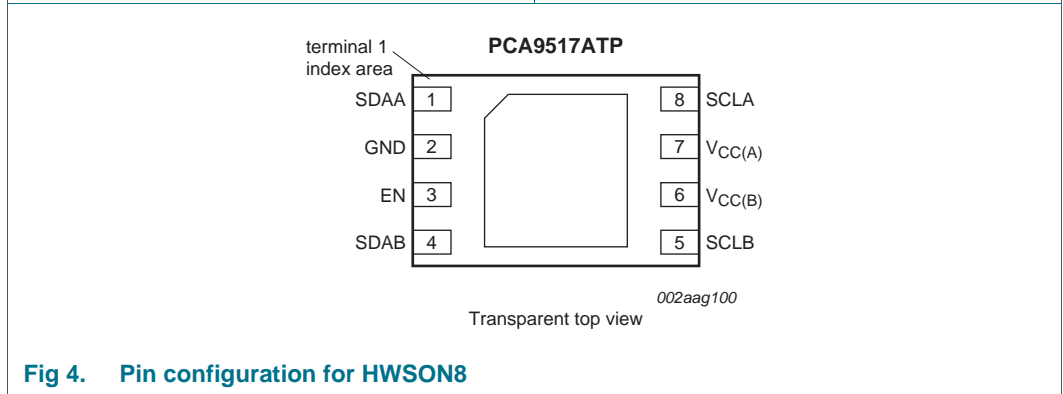 PCA9517ATP
terminal 1
index area
SDAA 1 8 SCLA
GND 2 7 VCC(A)
EN 3 6 VCC(B)
SDAB 4 5 SCLB
002aag100
Transparent top view
Fig 4. Pin configuration for HWSON8